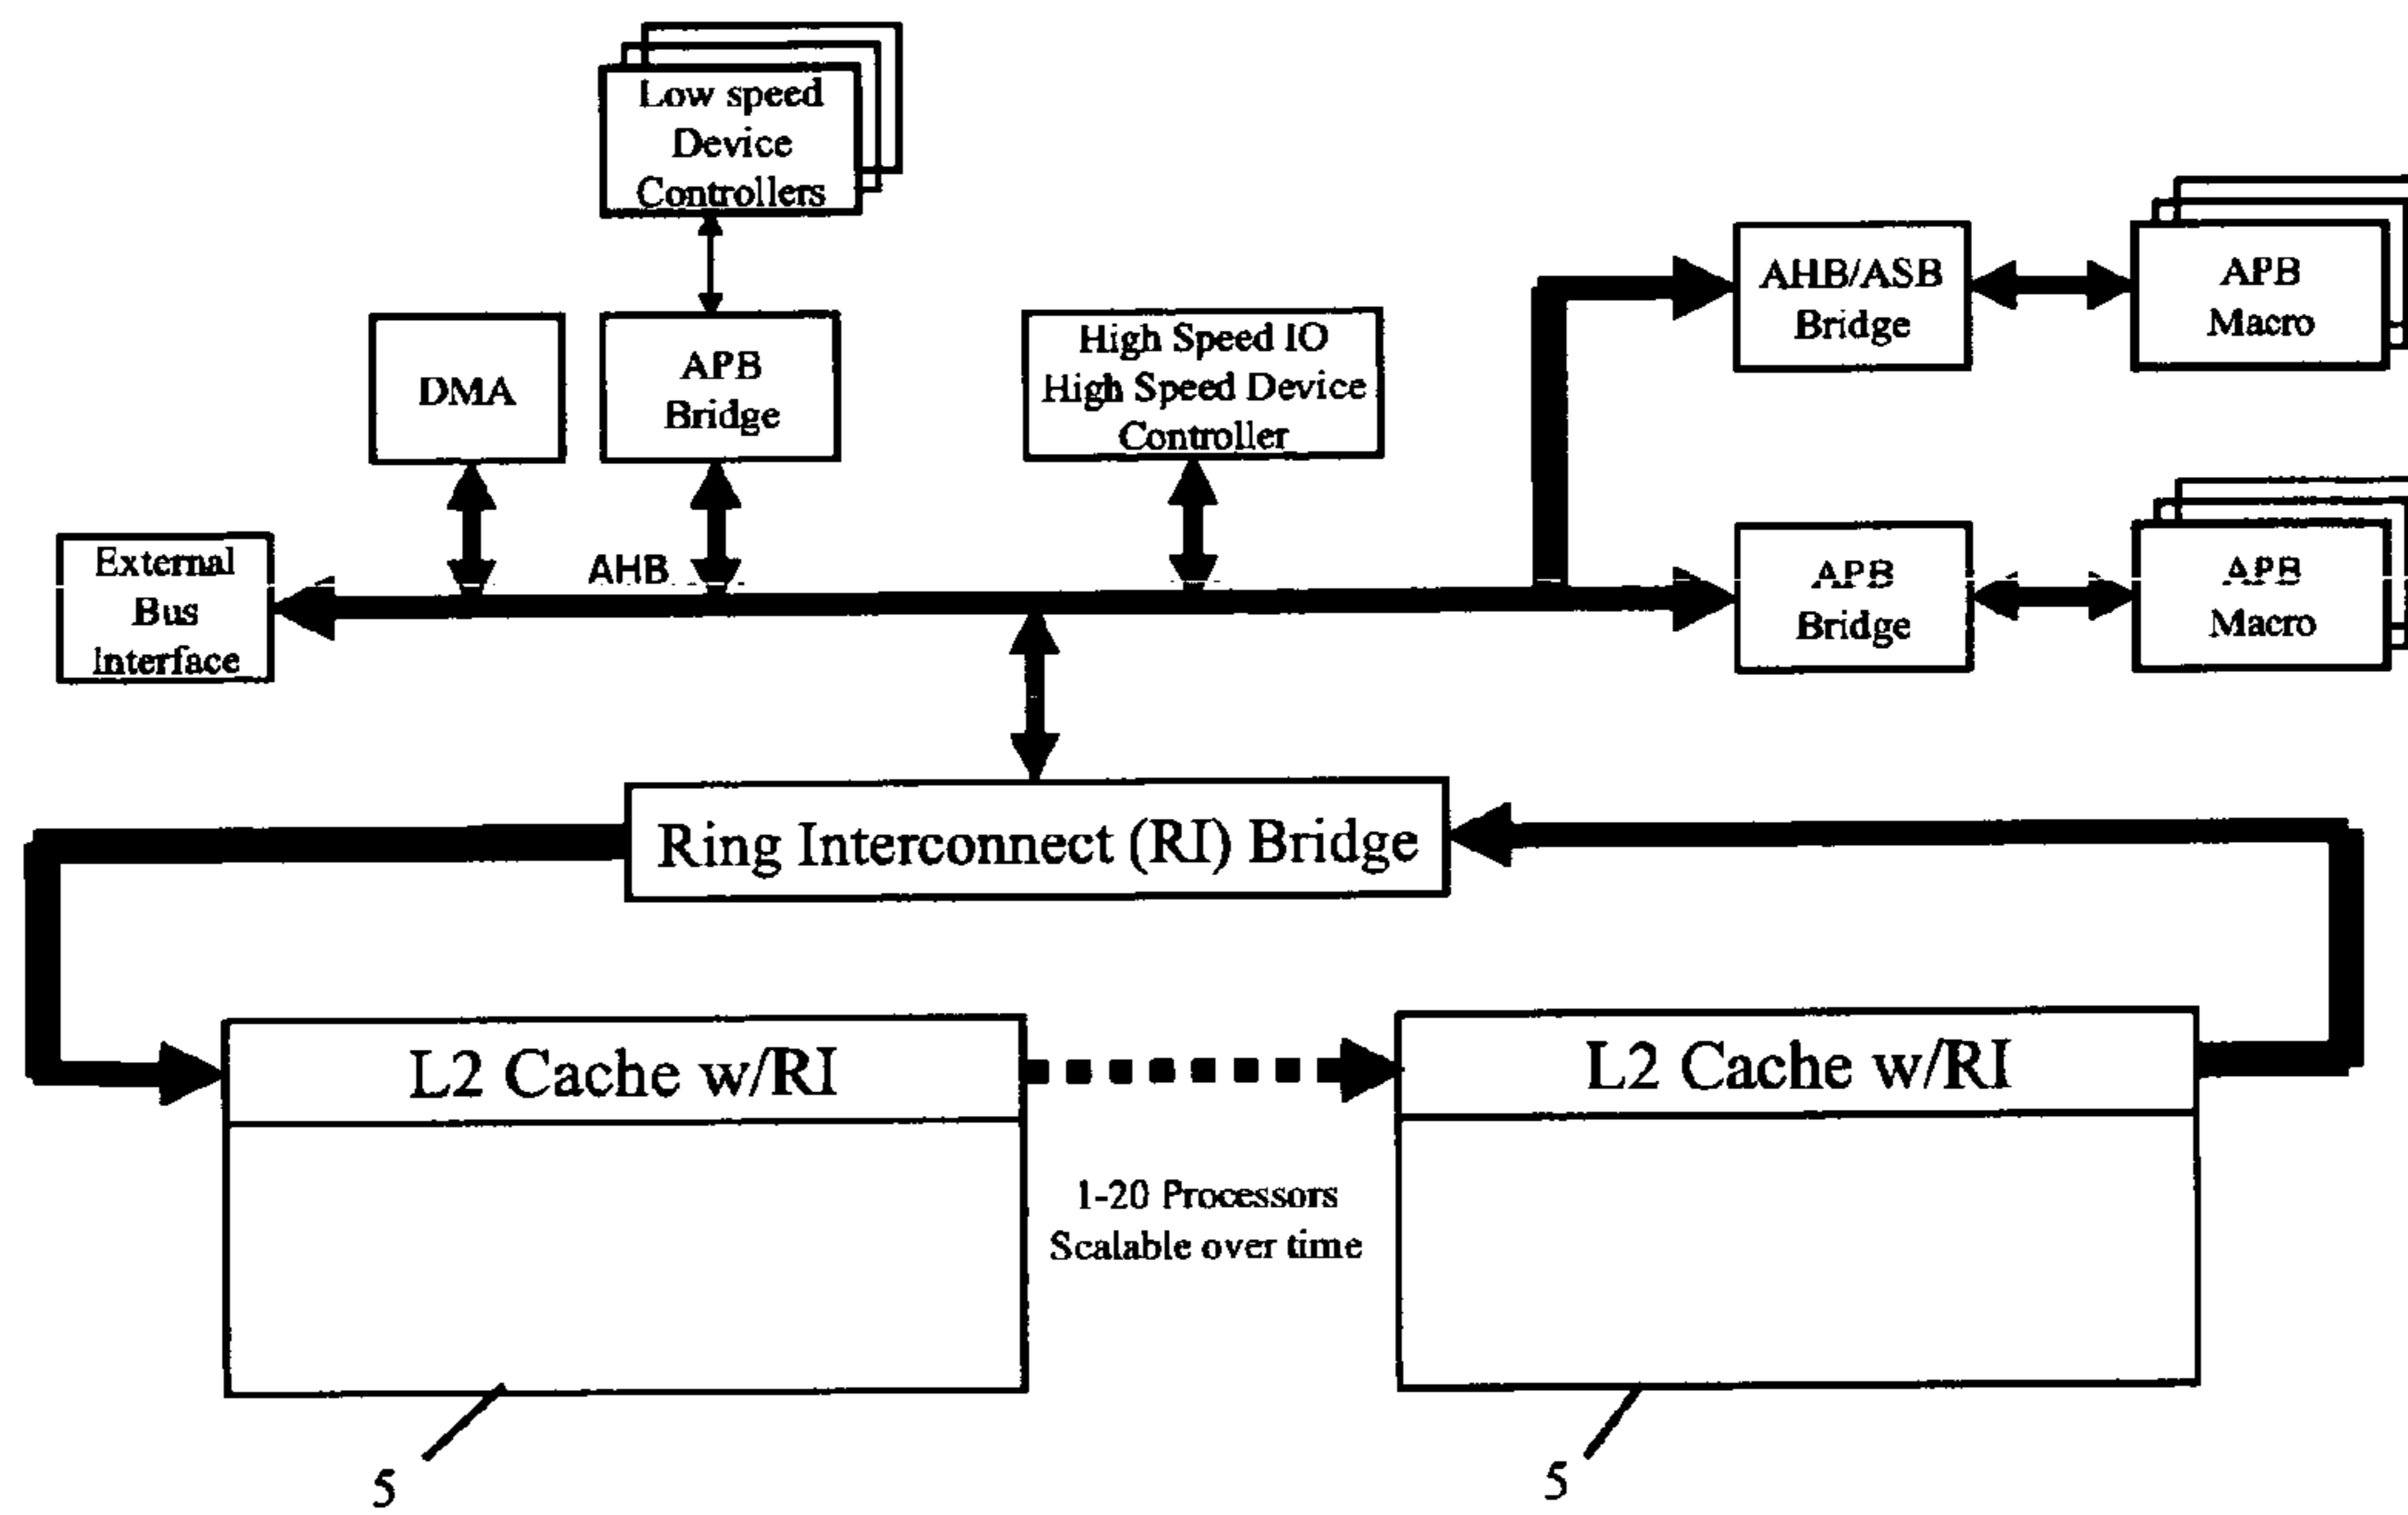 Low speed
Device
Controllers
DMA
APB
Bridge
High Speed IO
High Speed Device
Controller
AHB/ASB
Bridge
APB
Macro
External
Bus
Interface
AHB
APB
Bridge
APB
Macro
Ring Interconnect (RI) Bridge
L2 Cache w/RI
L2 Cache w/RI
1-20 Processors
Scalable over time
5
5